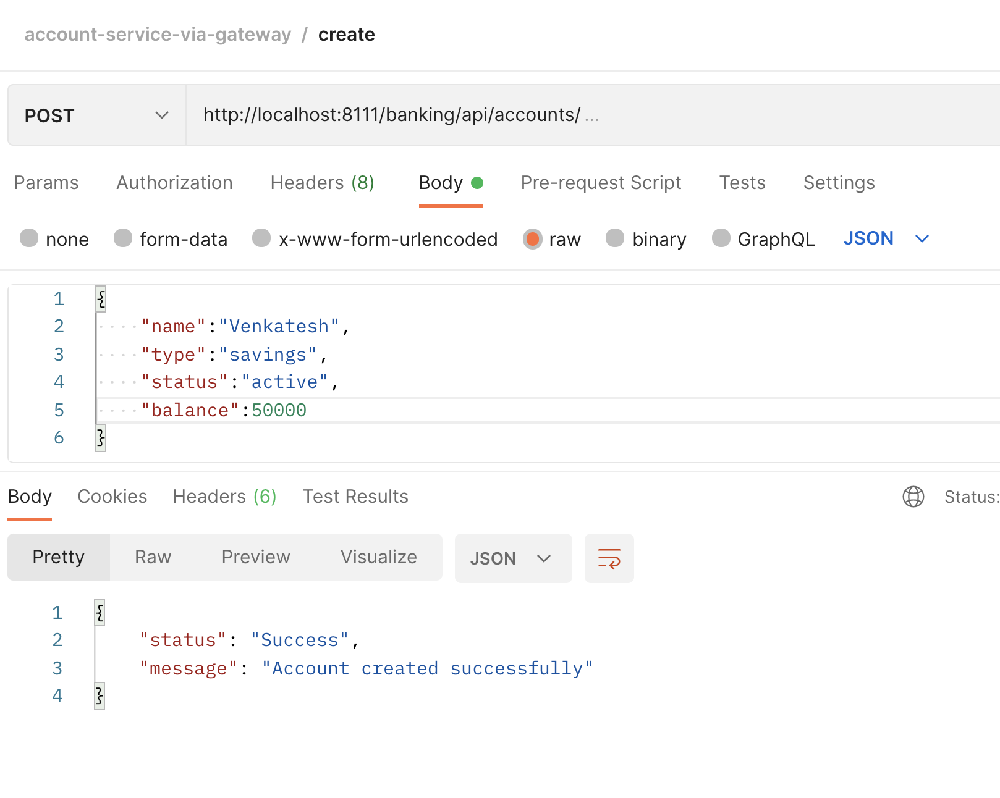 account-service-via-gateway / create
POST http://localhost:8111/banking/api/accounts/ ...
Params Authorization Headers (8) Body Pre-request Script Tests Settings
none form-data x-www-form-urlencoded raw binary GraphQL JSON
1 {
2 "name":"Venkatesh",
3 "type":"savings",
4 "status":"active",
5 "balance":50000
6 }
Body Cookies Headers (6) Test Results Status:
Pretty Raw Preview Visualize JSON
1 {
2 "status": "Success",
3 "message": "Account created successfully"
4 }